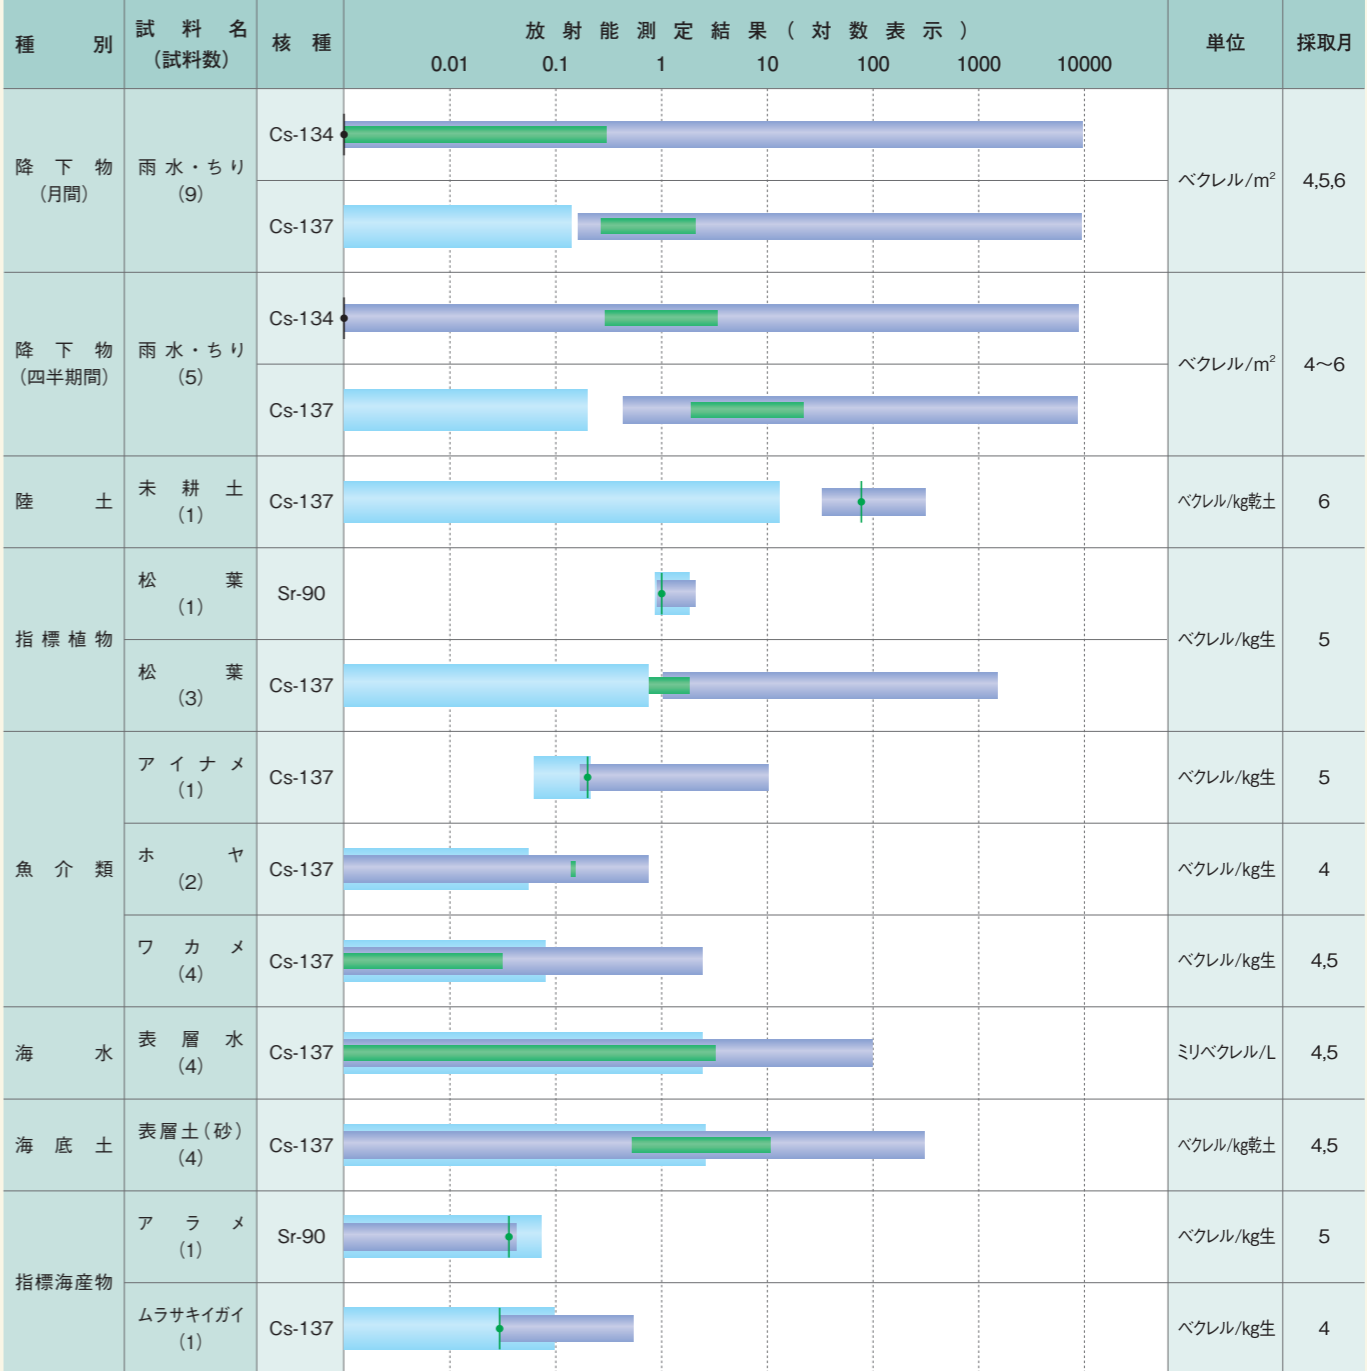 種別 試料名(試料数) 核種 放射能測定結果(対数表示) 単位 採取月
0.01 0.1 1 10 100 1000 10000
降下物(月間) 雨水・ちり(9) Cs-134 ベクレル/m² 4,5,6
Cs-137
降下物(四半期間) 雨水・ちり(5) Cs-134 ベクレル/m² 4〜6
Cs-137
陸土 未耕土(1) Cs-137 ベクレル/kg乾土 6
指標植物 松葉(1) Sr-90 ベクレル/kg生 5
松葉(3) Cs-137
魚介類 アイナメ(1) Cs-137 ベクレル/kg生 5
ホヤ(2) Cs-137 ベクレル/kg生 4
ワカメ(4) Cs-137 ベクレル/kg生 4,5
海水 表層水(4) Cs-137 ミリベクレル/L 4,5
海底土 表層土(砂)(4) Cs-137 ベクレル/kg乾土 4,5
指標海産物 アラメ(1) Sr-90 ベクレル/kg生 5
ムラサキイガイ(1) Cs-137 ベクレル/kg生 4